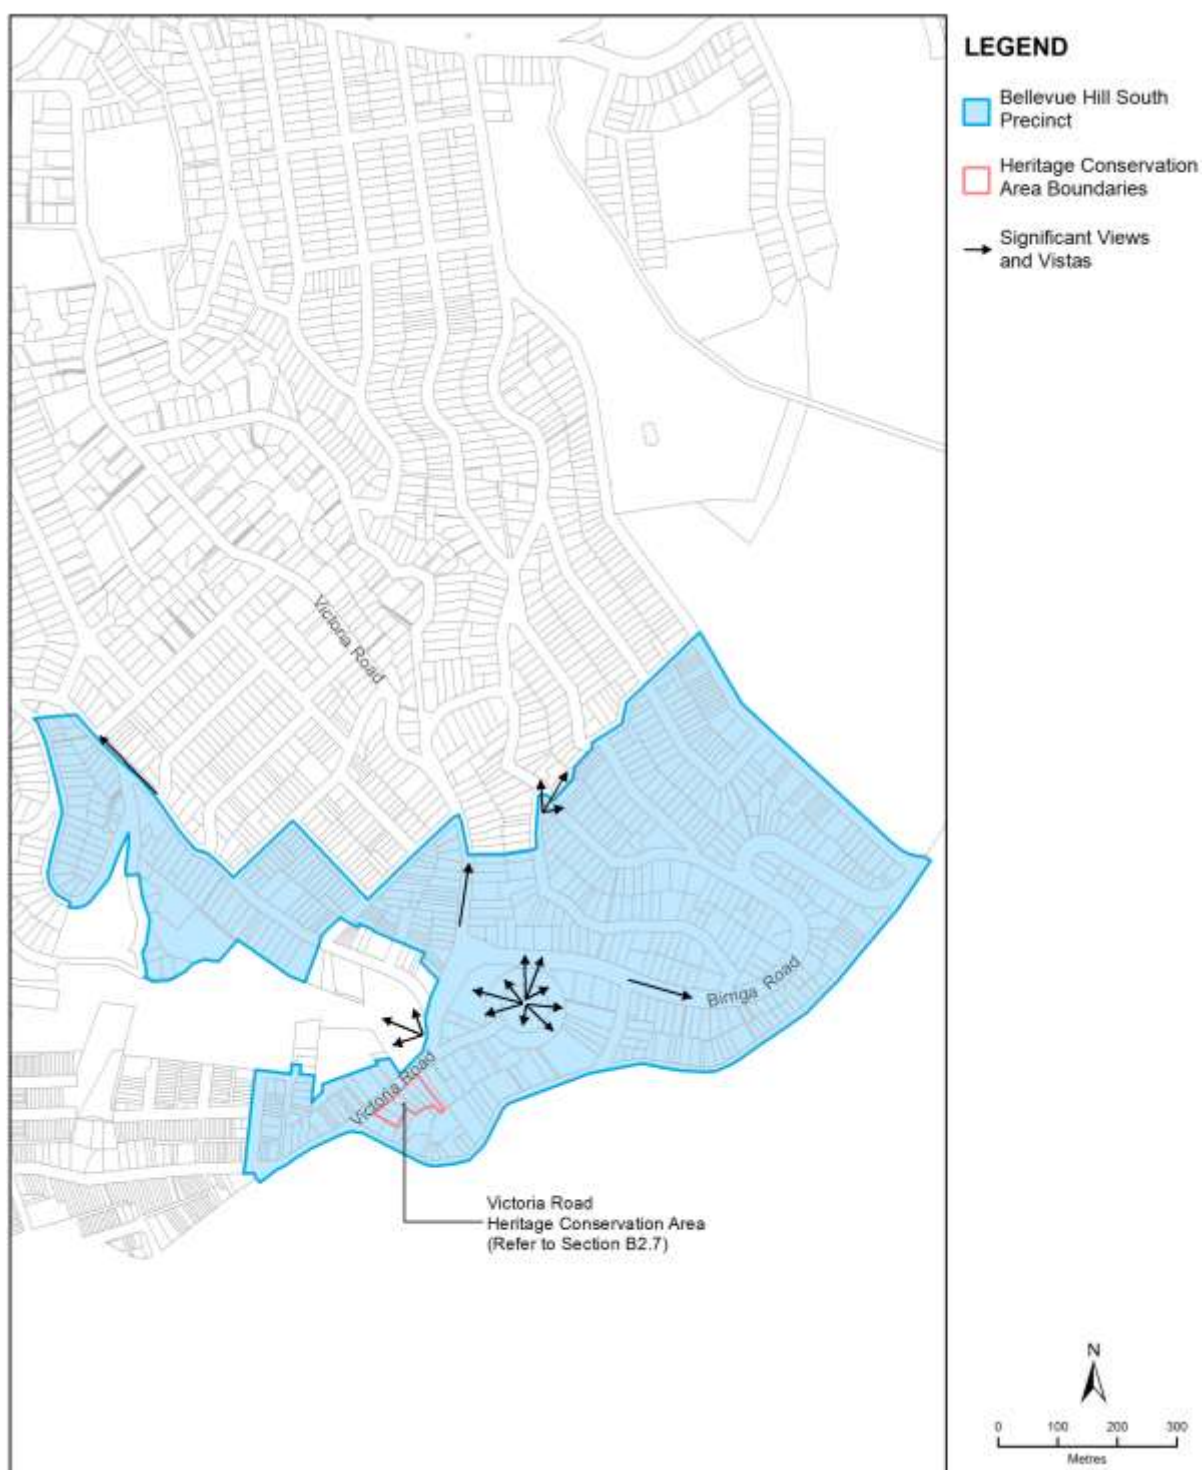 LEGEND
Bellevue Hill South
Precinct
Heritage Conservation
Area Boundaries
Significant Views
and Vistas
Victoria Road
Birriga Road
Victoria Road
Victoria Road
Heritage Conservation Area
(Refer to Section B2.7)
N
0 100 200 300
Metres